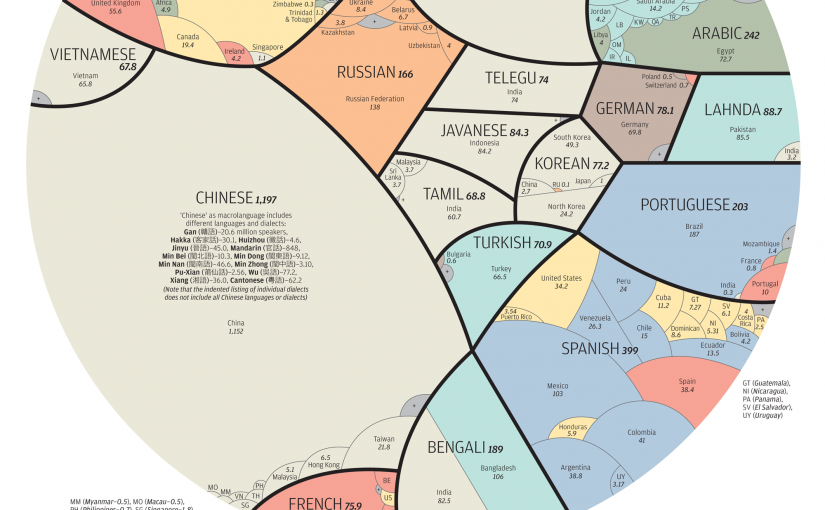 United Kingdom
55.6
Africa
4.2
Canada
19.4
Ireland
4.2
Singapore
1.1
Zimbabwe 0.3
Trinidad & Tobago
1.3
Ukraine
8.4
3.8
Kazakhstan
Belarus
6.7
Latvia 0.9
Uzbekistan
4
RUSSIAN 166
Russian Federation
138
Jordan
4.2
Saudi Arabia
14.2
LB
KW
QA
TR
PS
Libya
4
OM
IR
IL
ARABIC 242
Egypt
72.7
VIETNAMESE
67.8
Vietnam
65.8
TELEGU 74
India
74
GERMAN 78.1
Germany
69.8
Poland 0.5
Switzerland 0.7
LAHNDA 88.7
Pakistan
85.5
India
3.2
JAVANESE 84.3
Indonesia
84.2
KOREAN 77.2
South Korea
49.3
China
2.7
RU 0.1
Japan
1
North Korea
24.2
Malaysia
3.7
Sri
Lanka
3.7
TAMIL 68.8
India
60.7
CHINESE 1,197
'Chinese' as macrolanguage includes
different languages and dialects:
Gan (贛語)–20.6 million speakers,
Hakka (客家話)–30.1, Huizhou (徽語)–4.6,
Jinyu (晉語)–45.0, Mandarin (官話)–848,
Min Bei (閩北語)–10.3, Min Dong (閩東語)–9.12,
Min Nan (閩南語)–46.6, Min Zhong (閩中語)–3.10,
Pu-Xian (莆仙話)–2.56, Wu (吳語)–77.2,
Xiang (湘語)–36.0, Cantonese (粵語)–62.2
(Note that the indented listing of individual dialects
does not include all Chinese languages or dialects)
China
1,152
PORTUGUESE 203
Brazil
187
Mozambique
1.4
France
0.8
India
0.3
Portugal
10
TURKISH 70.9
Turkey
66.5
Bulgaria
0.6
United States
34.2
3.54
Puerto Rico
Peru
24
Venezuela
26.3
Chile
15
Cuba
11.2
GT
7.27
SV
6.1
4
Costa
Rica
PA
2.5
Dominican
8.6
NI
5.31
Bolivia
4.2
Ecuador
13.5
SPANISH 399
Mexico
103
Spain
38.4
Honduras
5.9
Colombia
41
Argentina
38.8
UY
3.17
GT (Guatemala),
NI (Nicaragua),
PA (Panama),
SV (El Salvador),
UY (Uruguay)
Taiwan
21.8
6.5
Hong Kong
5.1
Malaysia
MO
MM
VN
PH
TH
SG
BENGALI 189
Bangladesh
106
India
82.5
FRENCH 75.9
BE
US
MM (Myanmar–0.5), MO (Macau–0.5),
PH (Philippines–0.7), SG (Singapore–1.8)